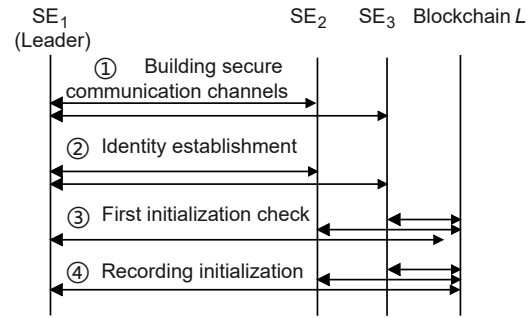 SE1 SE2 SE3 Blockchain L
(Leader)
① Building secure
communication channels
② Identity establishment
③ First initialization check
④ Recording initialization